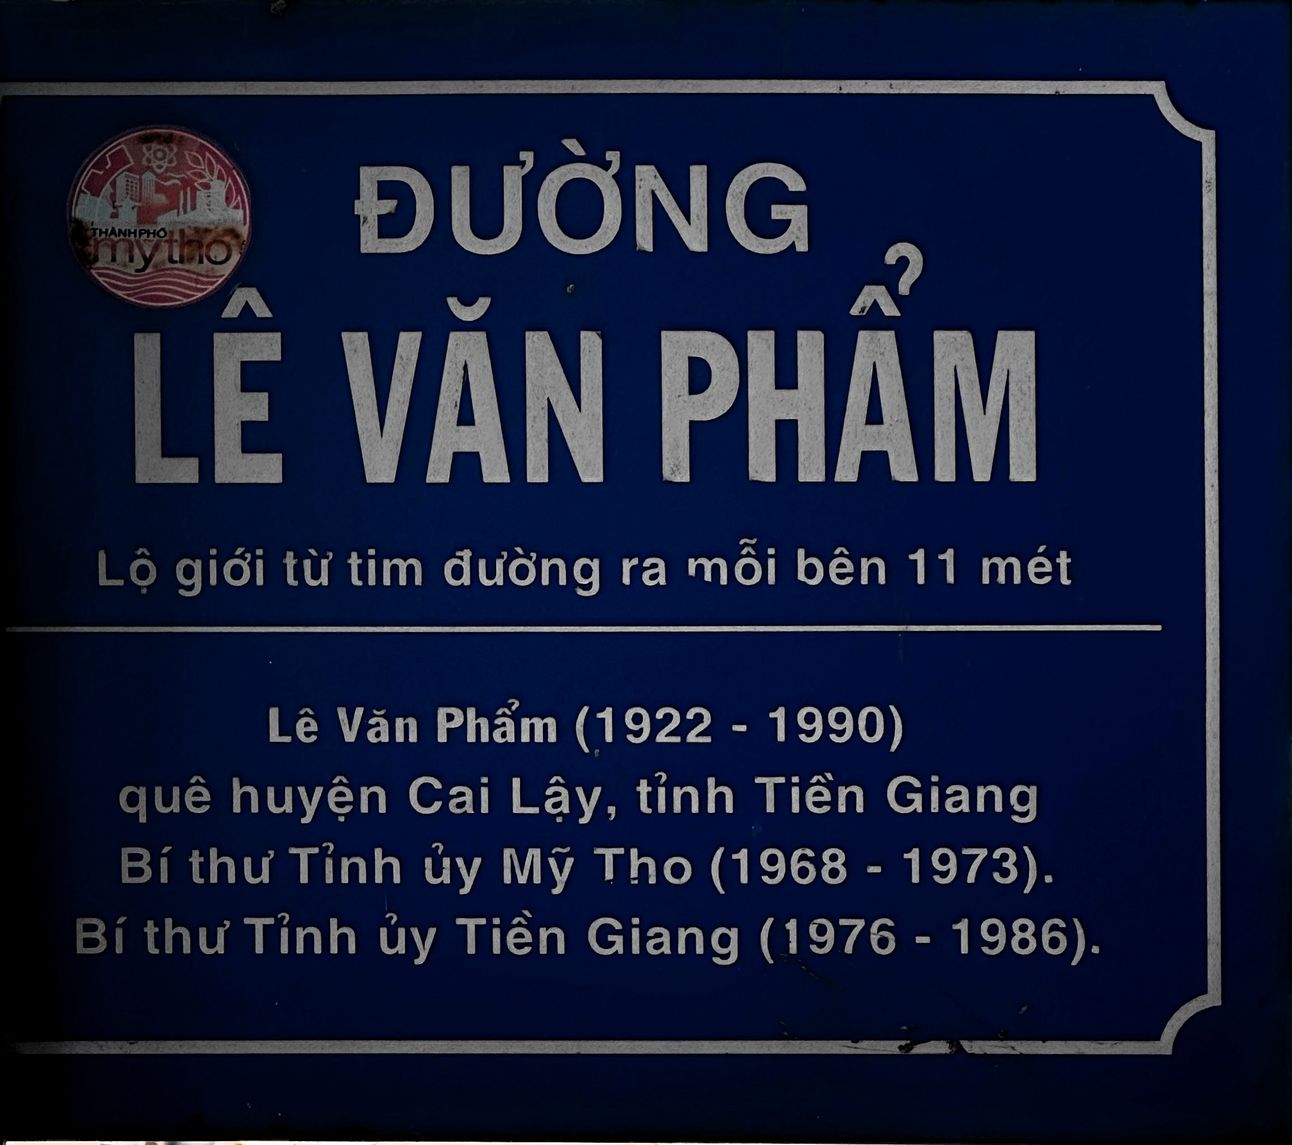 THÀNH PHỐ
mỹ tho
ĐƯỜNG
LÊ VĂN PHẨM
Lộ giới từ tim đường ra mỗi bên 11 mét
Lê Văn Phẩm (1922 - 1990)
quê huyện Cai Lậy, tỉnh Tiền Giang
Bí thư Tỉnh ủy Mỹ Tho (1968 - 1973).
Bí thư Tỉnh ủy Tiền Giang (1976 - 1986).